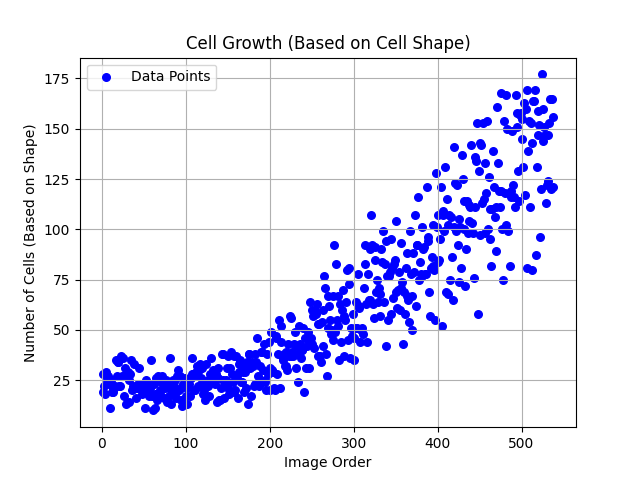 Cell Growth (Based on Cell Shape)
Data Points
175
150
125
100
75
50
25
Number of Cells (Based on Shape)
0 100 200 300 400 500
Image Order